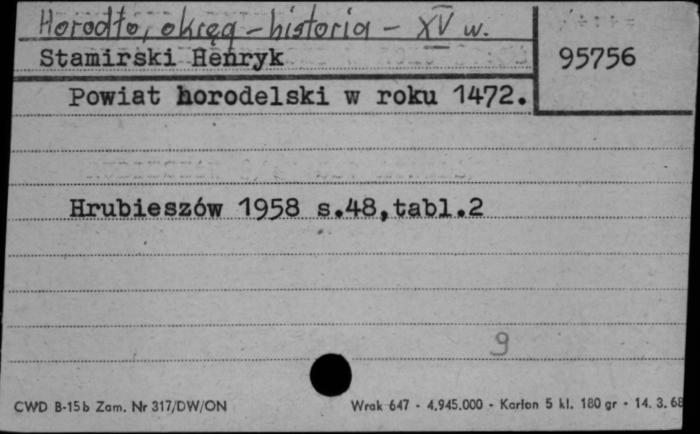 Horodło, okręg - historia - XV w.
Stamirski Henryk
95756
Powiat horodelski w roku 1472.
Hrubieszów 1958 s.48, tabl.2
9
CWD B-15b Zam. Nr 317/DW/ON
Wrak 647 - 4.945.000 - Karton 5 kl. 180 gr - 14. 3. 68